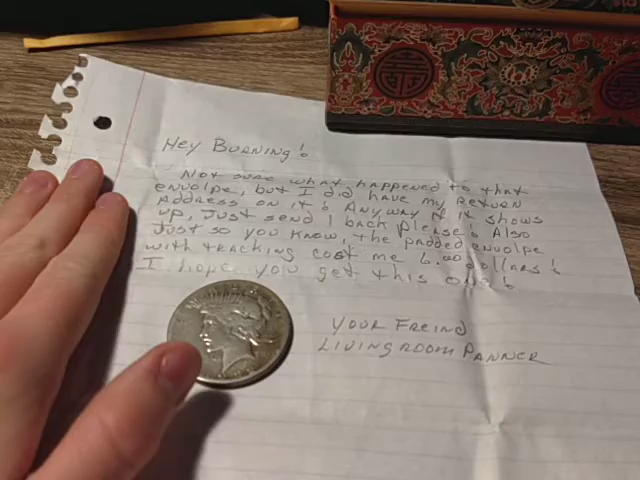 Hey Burning!
Not sure what happened to that
envolpe, but I did have my return
address on it! Anyway if it shows
up, just send 1 back please! Also
just so you know, the padded envolpe
with tracking cost me 6.00 dollars!
I hope you get this one!
Your Freind
Livingroom Panner